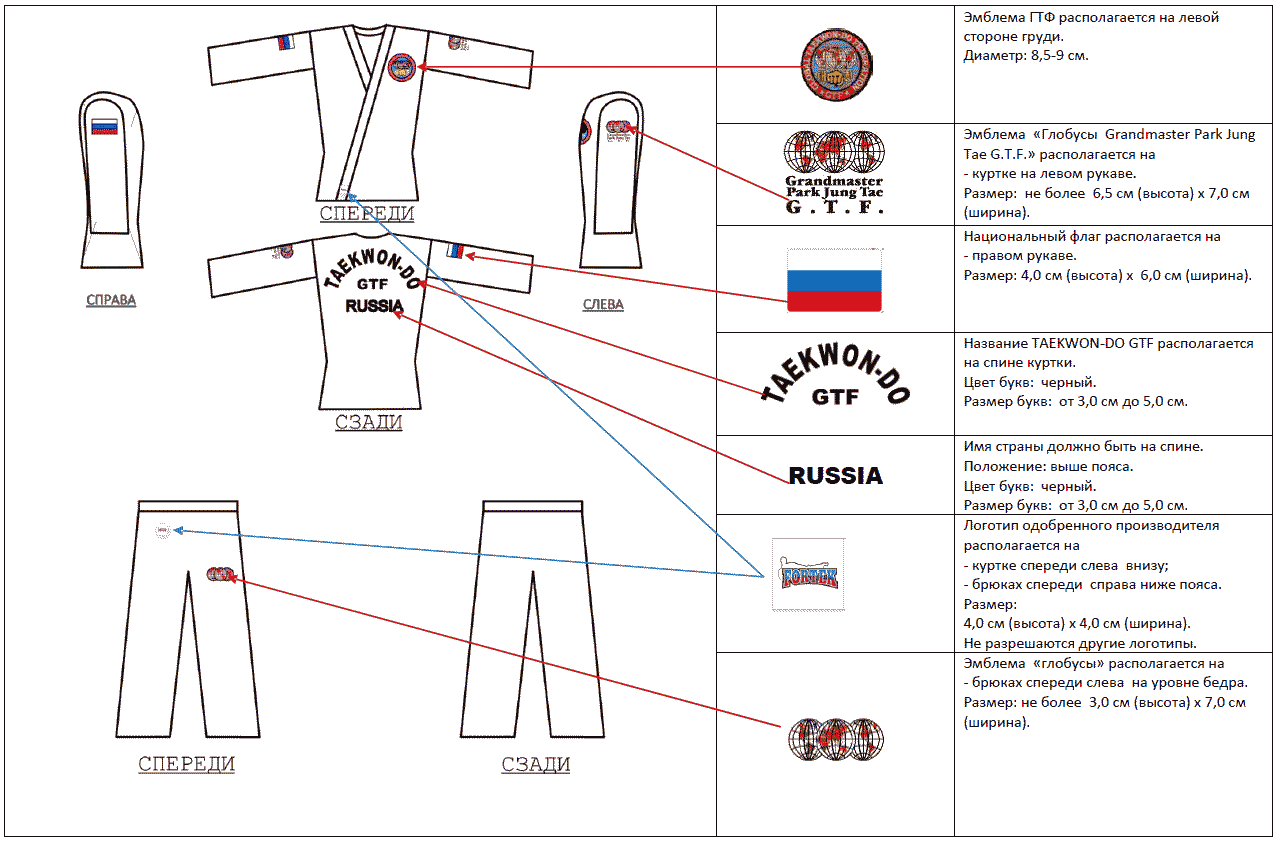 СПЕРЕДИ
СПРАВА
СЛЕВА
TAEKWON-DO
GTF
RUSSIA
СЗАДИ
СПЕРЕДИ
СЗАДИ
Эмблема ГТФ располагается на левой
стороне груди.
Диаметр: 8,5-9 см.
Grandmaster
Park Jung Tae
G.T.F.
Эмблема «Глобусы Grandmaster Park Jung
Tae G.T.F.» располагается на
- куртке на левом рукаве.
Размер: не более 6,5 см (высота) х 7,0 см
(ширина).
Национальный флаг располагается на
- правом рукаве.
Размер: 4,0 см (высота) х 6,0 см (ширина).
TAEKWON-DO
GTF
Название TAEKWON-DO GTF располагается
на спине куртки.
Цвет букв: черный.
Размер букв: от 3,0 см до 5,0 см.
RUSSIA
Имя страны должно быть на спине.
Положение: выше пояса.
Цвет букв: черный.
Размер букв: от 3,0 см до 5,0 см.
FORTEX
Логотип одобренного производителя
располагается на
- куртке спереди слева внизу;
- брюках спереди справа ниже пояса.
Размер:
4,0 см (высота) х 4,0 см (ширина).
Не разрешаются другие логотипы.
Эмблема «глобусы» располагается на
- брюках спереди слева на уровне бедра.
Размер: не более 3,0 см (высота) х 7,0 см
(ширина).